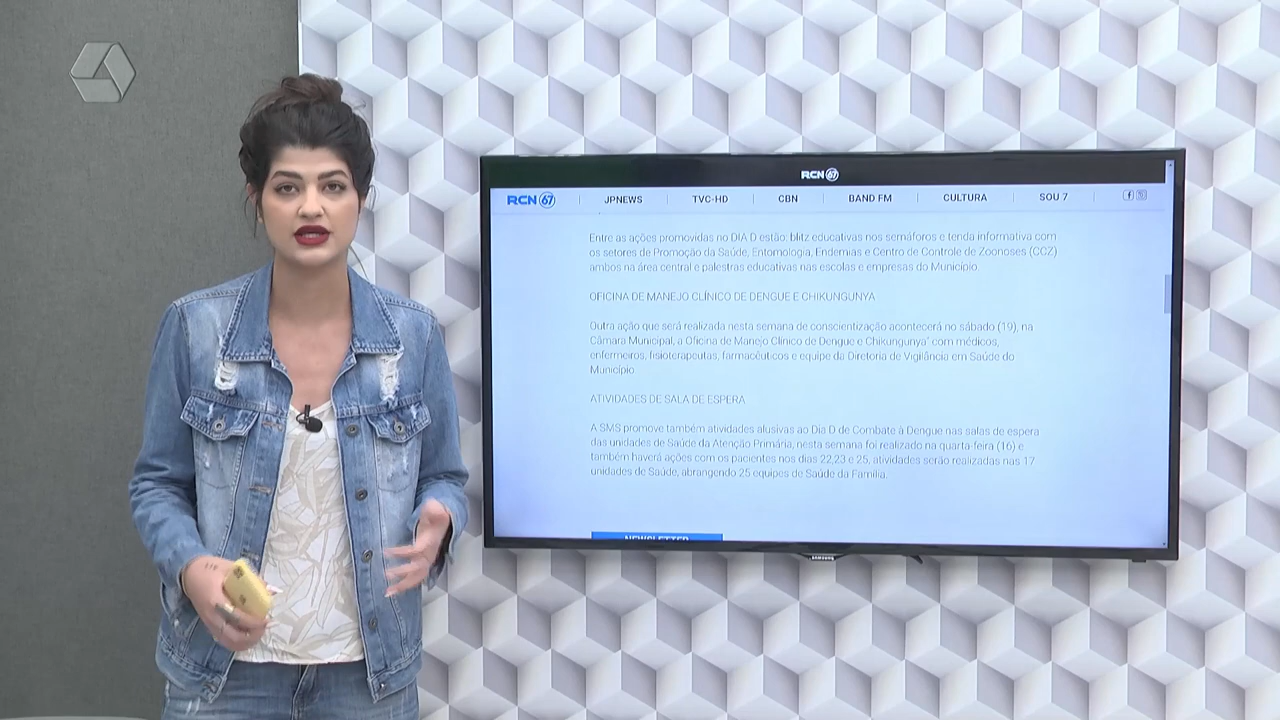 RCN 67
RCN 67 JPNEWS TVC-HD CBN BAND FM CULTURA SOU 7
Entre as ações promovidas no DIA D estão: blitz educativas nos semáforos e tenda informativa com
os setores de Promoção da Saúde, Entomologia, Endemias e Centro de Controle de Zoonoses (CCZ)
ambos na área central e palestras educativas nas escolas e empresas do Município.
OFICINA DE MANEJO CLÍNICO DE DENGUE E CHIKUNGUNYA
Outra ação que será realizada nesta semana de conscientização acontecerá no sábado (19), na
Câmara Municipal, a Oficina de Manejo Clínico de Dengue e Chikungunya" com médicos,
enfermeiros, fisioterapeutas, farmacêuticos e equipe da Diretoria de Vigilância em Saúde do
Município.
ATIVIDADES DE SALA DE ESPERA
A SMS promove também atividades alusivas ao Dia D de Combate à Dengue nas salas de espera
das unidades de Saúde da Atenção Primária, nesta semana foi realizado na quarta-feira (16) e
também haverá ações com os pacientes nos dias 22,23 e 25, atividades serão realizadas nas 17
unidades de Saúde, abrangendo 25 equipes de Saúde da Família.
NEWSLETTER
SAMSUNG